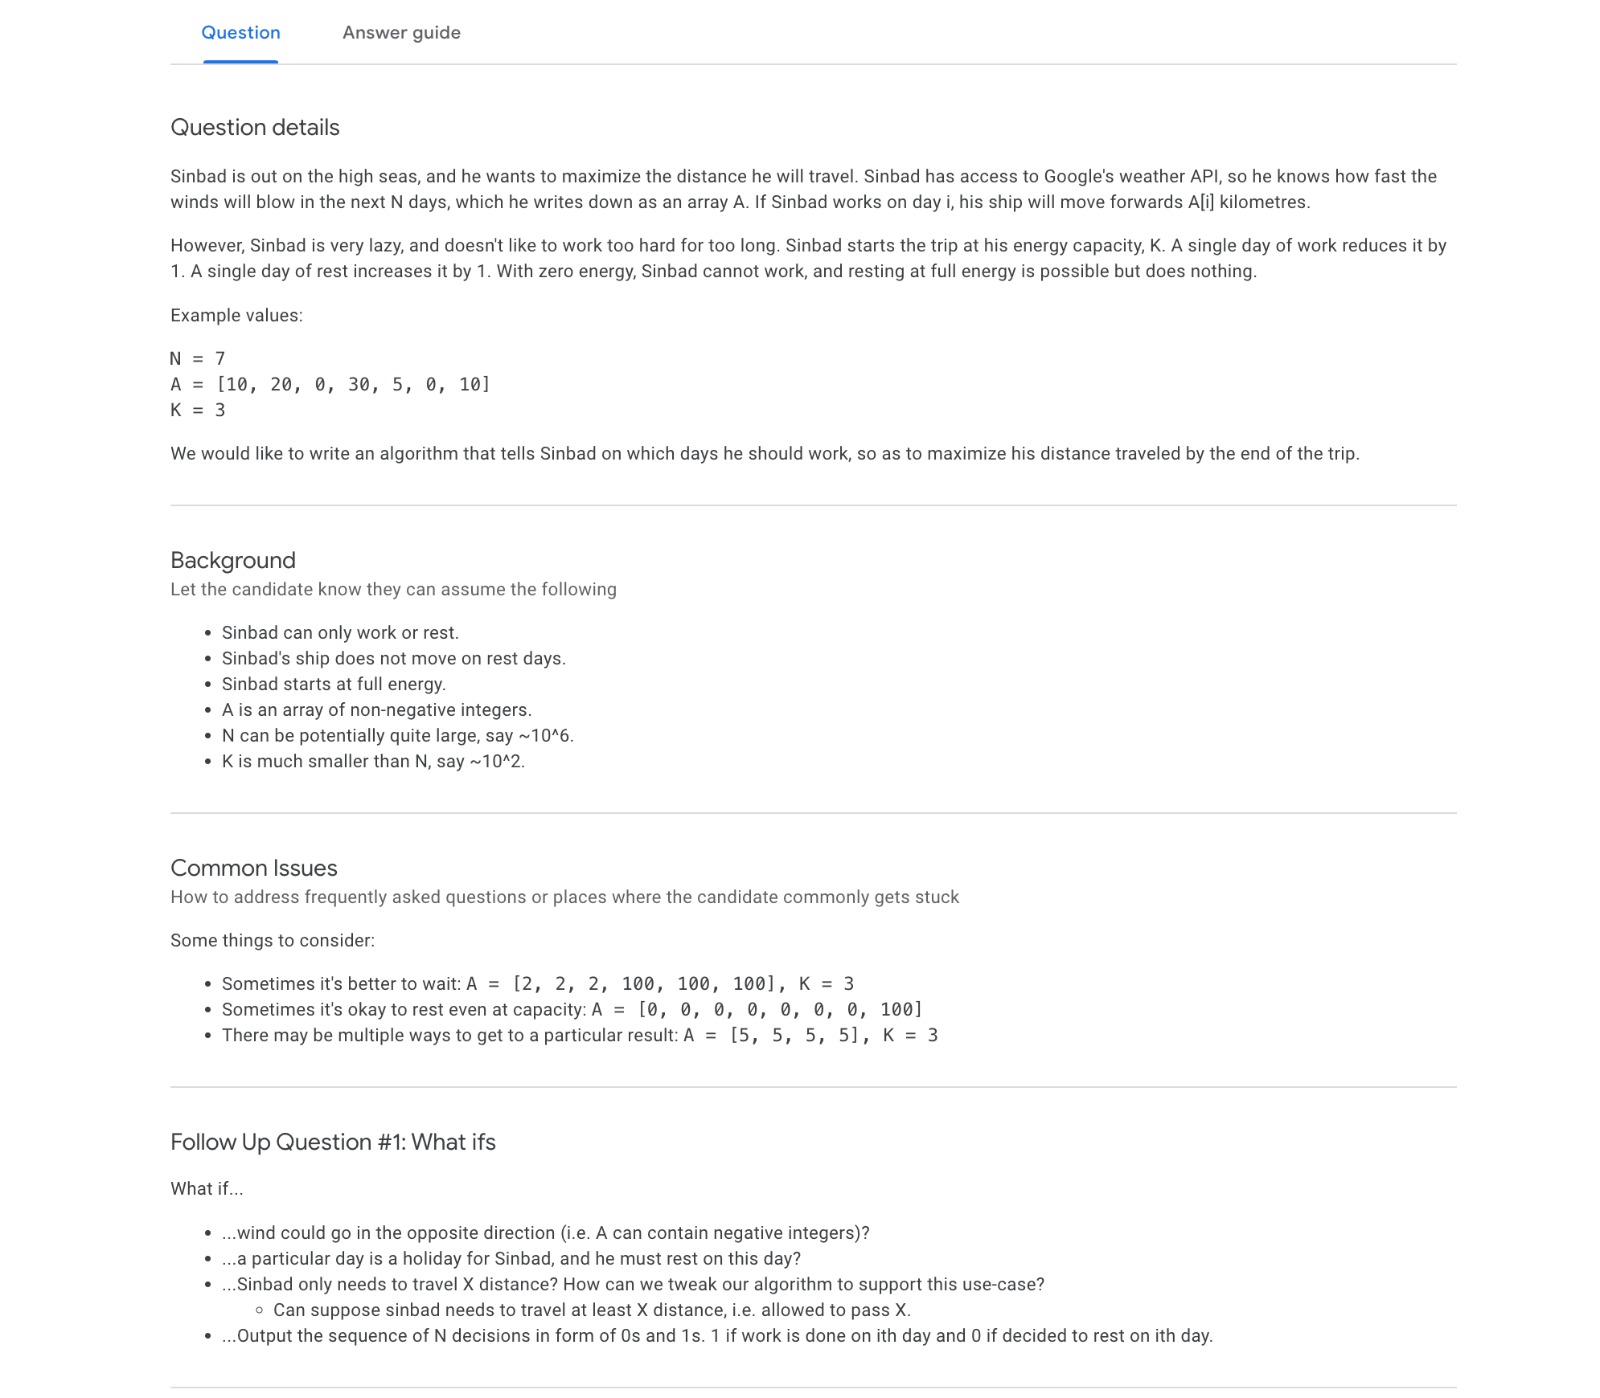 Question
Answer guide
Question details
Sinbad is out on the high seas, and he wants to maximize the distance he will travel. Sinbad has access to Google's weather API, so he knows how fast the
winds will blow in the next N days, which he writes down as an array A. If Sinbad works on day i, his ship will move forwards A[i] kilometres.
However, Sinbad is very lazy, and doesn't like to work too hard for too long. Sinbad starts the trip at his energy capacity, K. A single day of work reduces it by
1. A single day of rest increases it by 1. With zero energy, Sinbad cannot work, and resting at full energy is possible but does nothing.
Example values:
N = 7
A = [10, 20, 0, 30, 5, 0, 10]
K = 3
We would like to write an algorithm that tells Sinbad on which days he should work, so as to maximize his distance traveled by the end of the trip.
Background
Let the candidate know they can assume the following
• Sinbad can only work or rest.
• Sinbad's ship does not move on rest days.
• Sinbad starts at full energy.
• A is an array of non-negative integers.
• N can be potentially quite large, say ~10^6.
• K is much smaller than N, say ~10^2.
Common Issues
How to address frequently asked questions or places where the candidate commonly gets stuck
Some things to consider:
• Sometimes it's better to wait: A = [2, 2, 2, 100, 100, 100], K = 3
• Sometimes it's okay to rest even at capacity: A = [0, 0, 0, 0, 0, 0, 0, 100]
• There may be multiple ways to get to a particular result: A = [5, 5, 5, 5], K = 3
Follow Up Question #1: What ifs
What if...
• ...wind could go in the opposite direction (i.e. A can contain negative integers)?
• ...a particular day is a holiday for Sinbad, and he must rest on this day?
• ...Sinbad only needs to travel X distance? How can we tweak our algorithm to support this use-case?
◦ Can suppose sinbad needs to travel at least X distance, i.e. allowed to pass X.
• ...Output the sequence of N decisions in form of 0s and 1s. 1 if work is done on ith day and 0 if decided to rest on ith day.